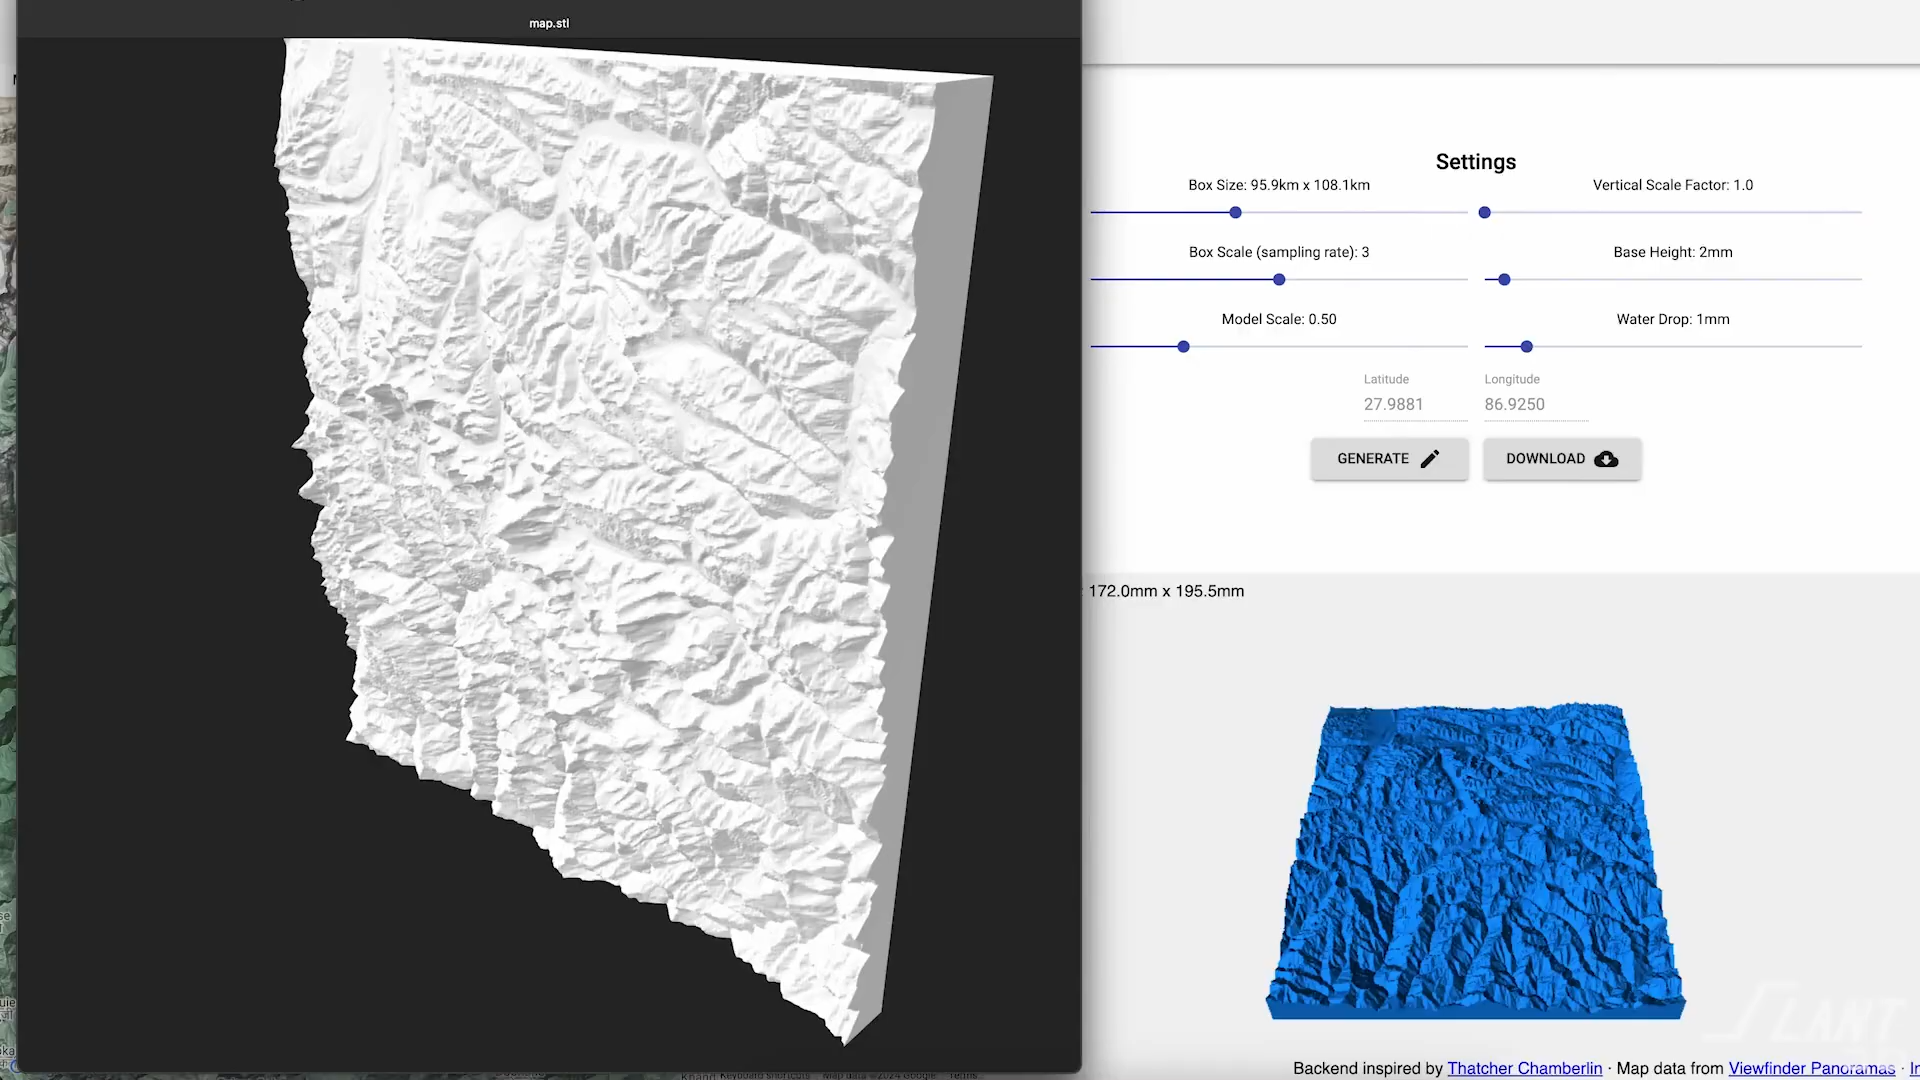 map.stl
Settings
Box Size: 95.9km x 108.1km
Vertical Scale Factor: 1.0
Box Scale (sampling rate): 3
Base Height: 2mm
Model Scale: 0.50
Water Drop: 1mm
Latitude
Longitude
27.9881
86.9250
GENERATE
DOWNLOAD
172.0mm x 195.5mm
SLANT
Backend inspired by Thatcher Chamberlin · Map data from Viewfinder Panoramas ·